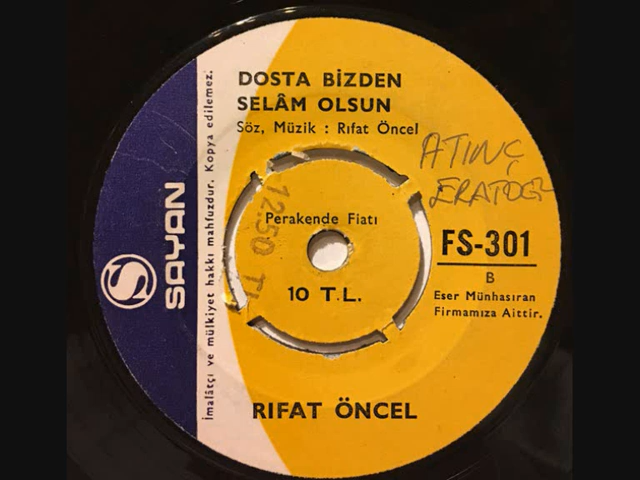 DOSTA BİZDEN
SELÂM OLSUN
Söz, Müzik : Rıfat Öncel
ATINÇ
Perakende Fiatı
12.50 TL
10 T.L.
FS-301
B
Eser Münhasıran
Firmamıza Aittir.
RIFAT ÖNCEL
S SAYAN
İmalâtçı ve mülkiyet hakkı mahfuzdur. Kopya edilemez.